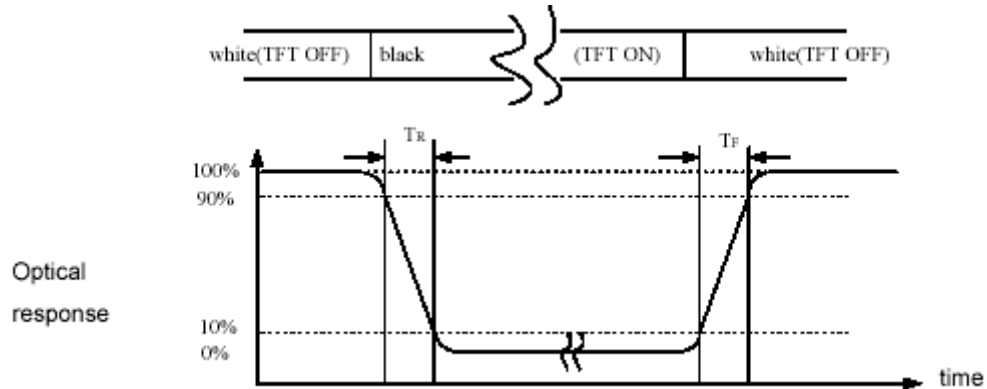 white(TFT OFF) black (TFT ON) white(TFT OFF)
TR TF
100%
90%
Optical
response
10%
0%
time